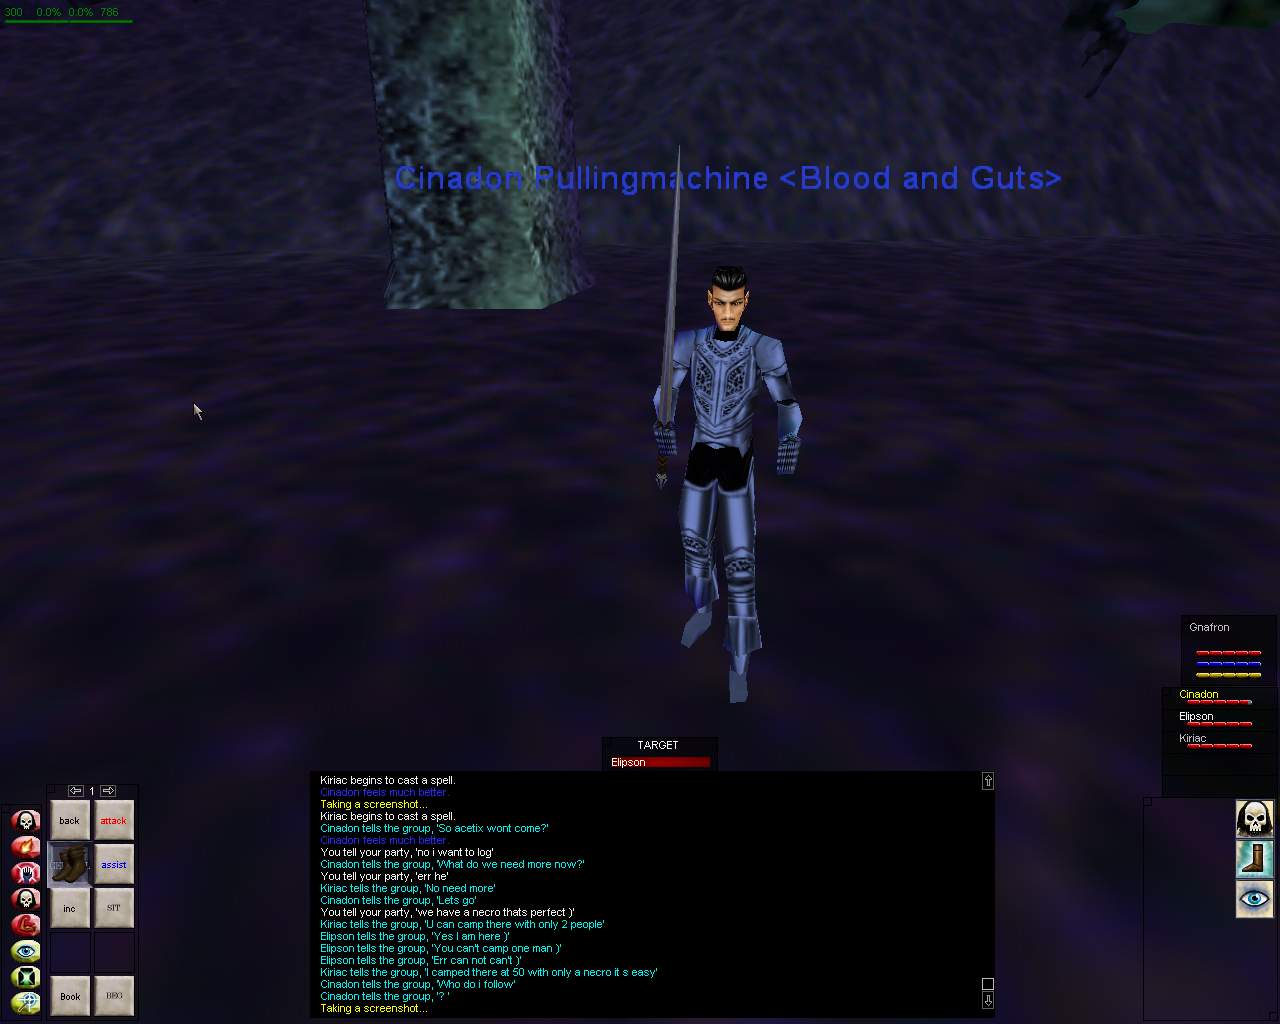 300 0.0% 0.0% 786
Cinadon Pullingmachine <Blood and Guts>
Gnafron
Cinadon
Elipson
Kiriac
TARGET
Elipson
Kiriac begins to cast a spell.
Cinadon feels much better.
Taking a screenshot...
Kiriac begins to cast a spell.
Cinadon tells the group, 'So acetix wont come?'
Cinadon feels much better.
You tell your party, 'no i want to log'
Cinadon tells the group, 'What do we need more now?'
You tell your party, 'err he'
Kiriac tells the group, 'No need more'
Cinadon tells the group, 'Lets go'
You tell your party, 'we have a necro thats perfect )'
Kiriac tells the group, 'U can camp there with only 2 people'
Elipson tells the group, 'Yes I am here )'
Elipson tells the group, 'You can't camp one man )'
Elipson tells the group, 'Err can not can't )'
Kiriac tells the group, 'I camped there at 50 with only a necro it s easy'
Cinadon tells the group, 'Who do i follow'
Cinadon tells the group, '? '
Taking a screenshot...
1
back attack
assist
inc SIT
Book BEG